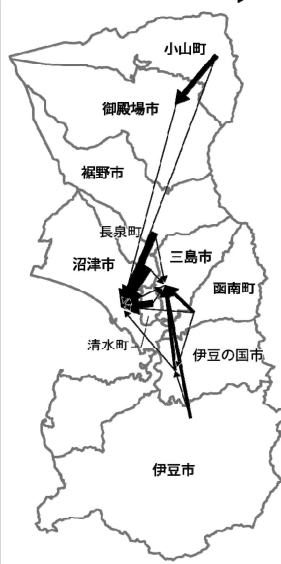 小山町
御殿場市
裾野市
長泉町
三島市
沼津市
函南町
清水町
伊豆の国市
伊豆市